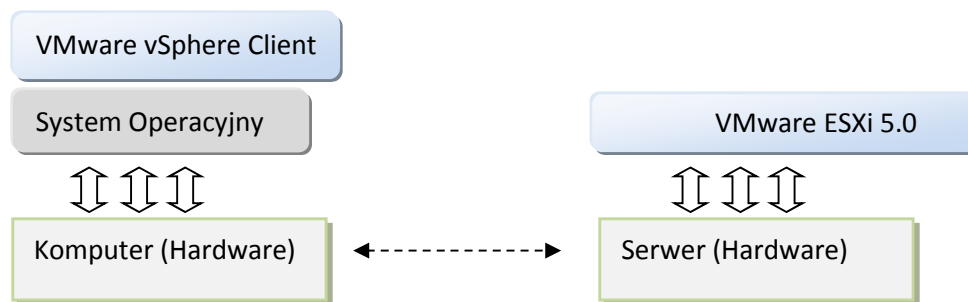 VMware vSphere Client
System Operacyjny
VMware ESXi 5.0
Komputer (Hardware)
Serwer (Hardware)